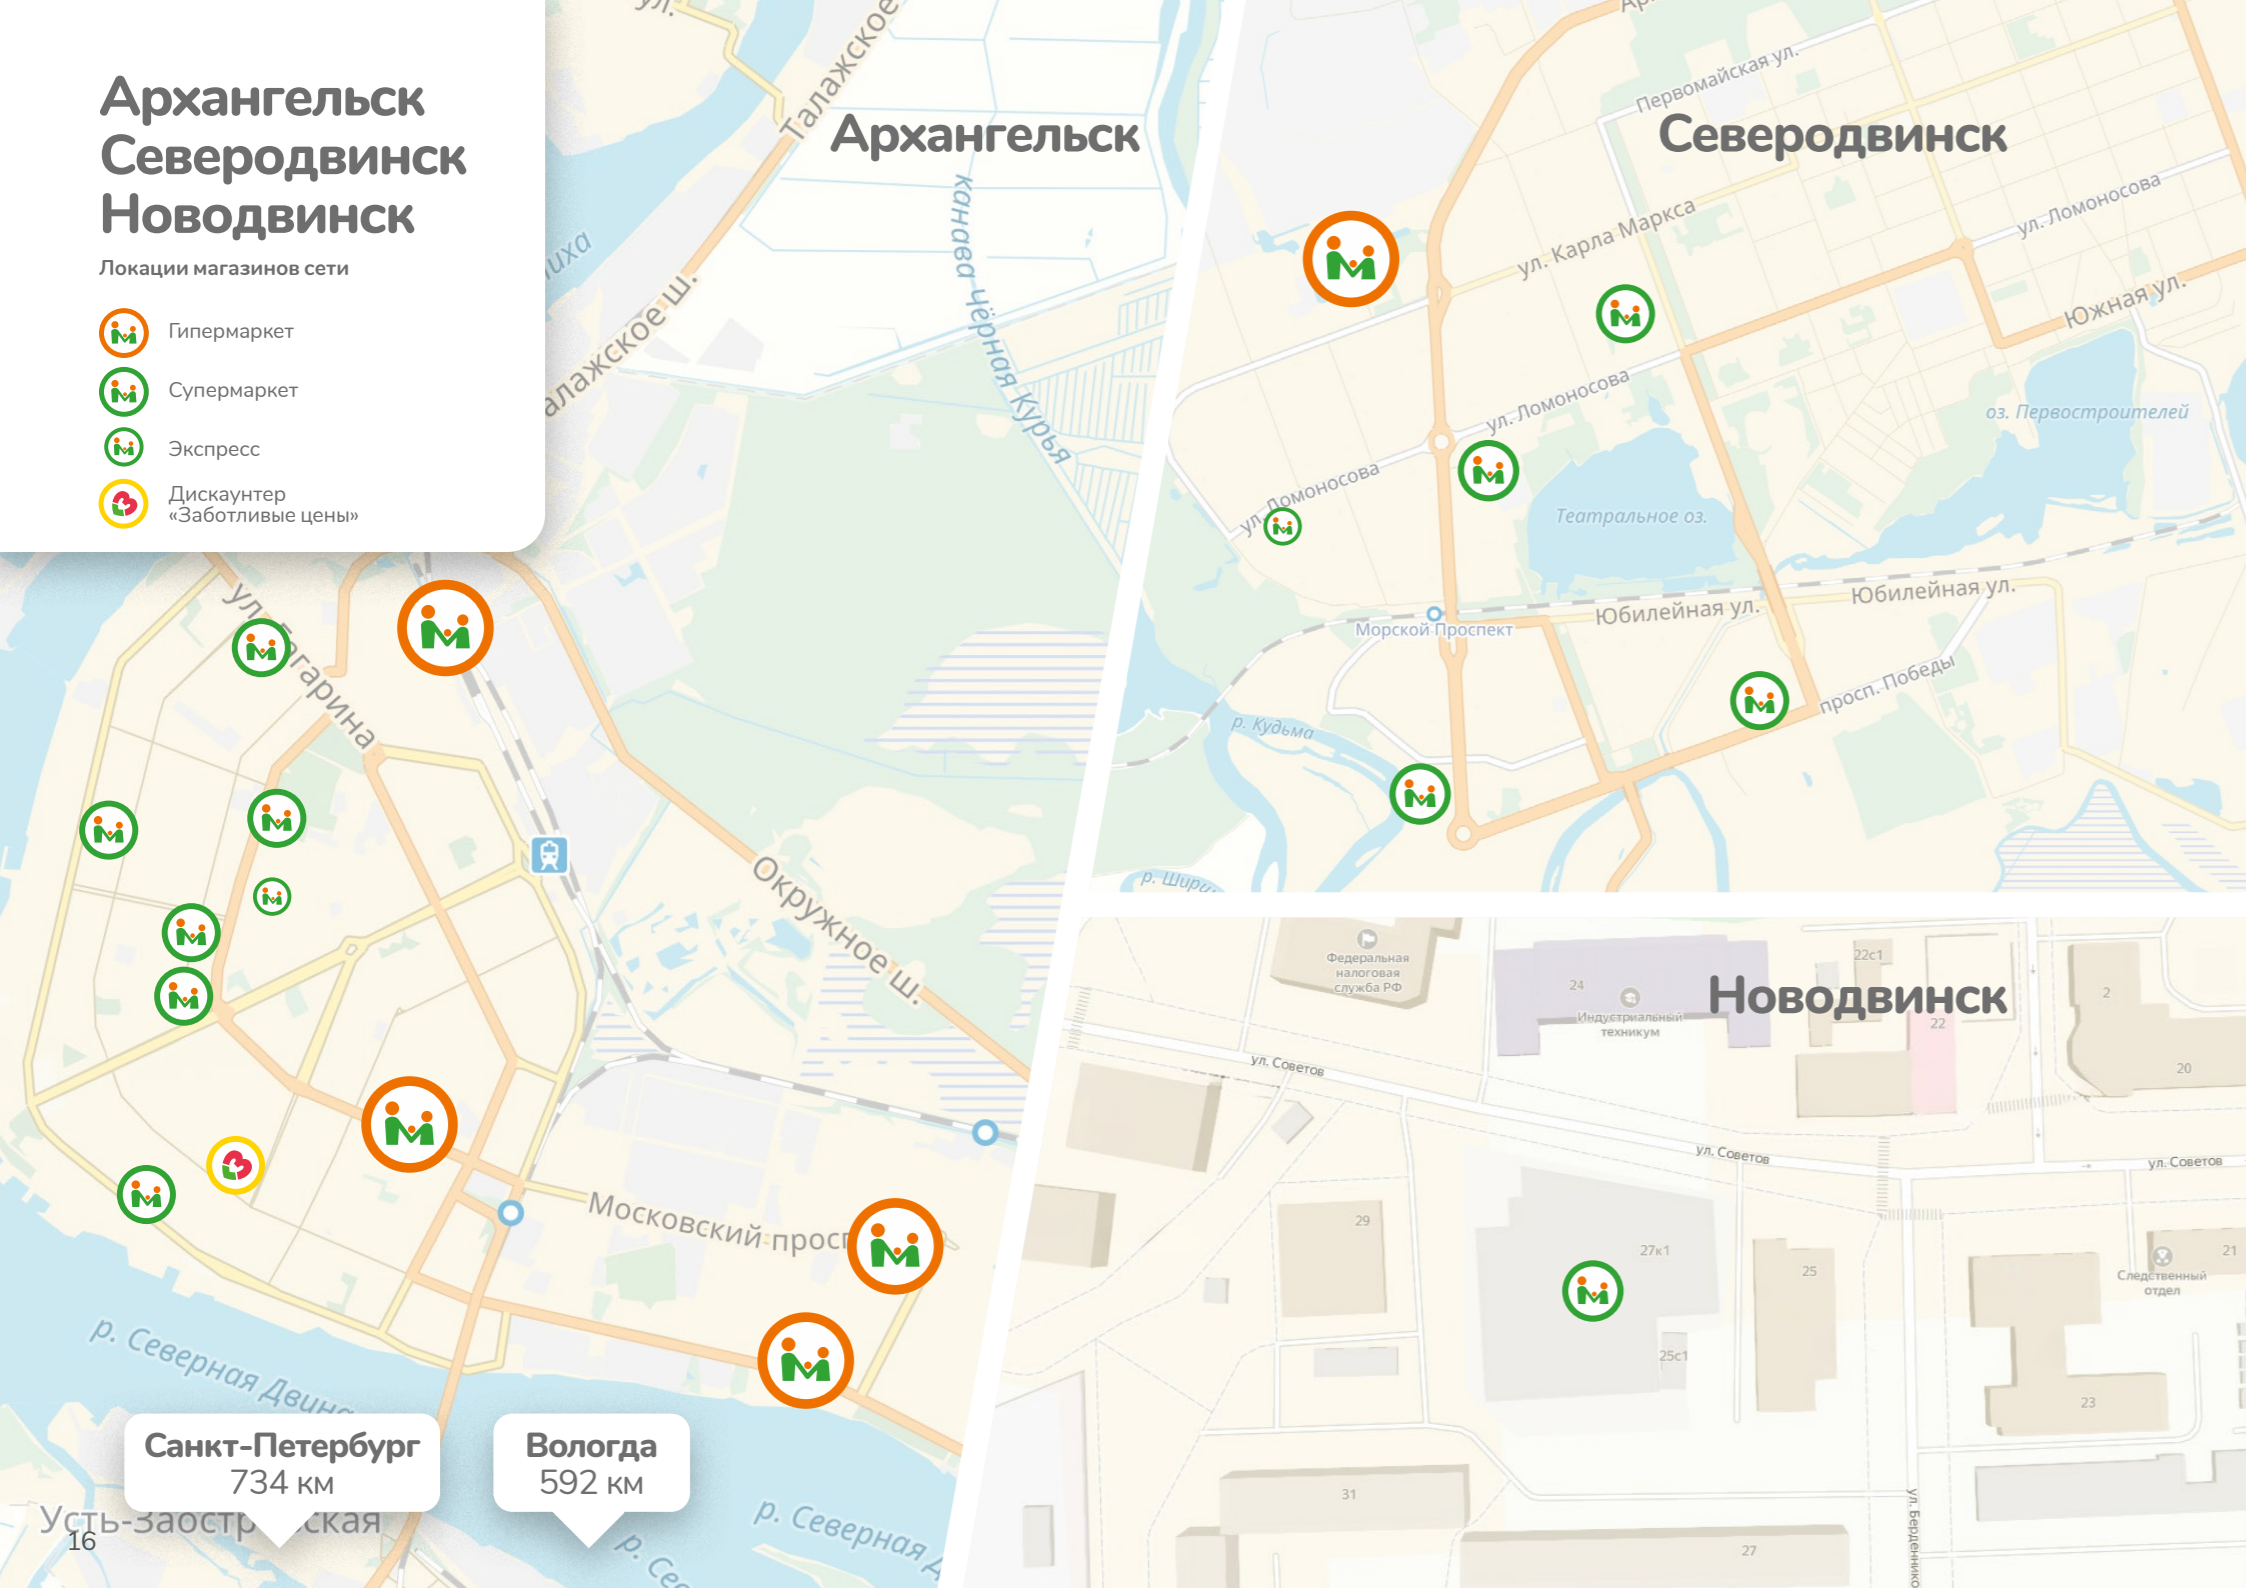 Архангельск
Северодвинск
Новодвинск
Локации магазинов сети
Гипермаркет
Супермаркет
Экспресс
Дискаунтер
«Заботливые цены»
Архангельск
Талажское
канава Чёрная Курья
ул. Гагарина
Окружное ш.
Московский просп
р. Северная Двина
р. Северная
Санкт-Петербург
734 км
Вологда
592 км
16
Северодвинск
Первомайская ул.
ул. Карла Маркса
ул. Ломоносова
Южная ул.
ул. Ломоносова
оз. Первостроителей
ул. Ломоносова
Театральное оз.
Юбилейная ул.
Юбилейная ул.
Морской Проспект
просп. Победы
р. Кудьма
Новодвинск
Федеральная
налоговая
служба РФ
24
Индустриальный
техникум
22с1
22
2
20
ул. Советов
ул. Советов
ул. Советов
29
27к1
25
21
Следственный
отдел
25с1
23
31
27